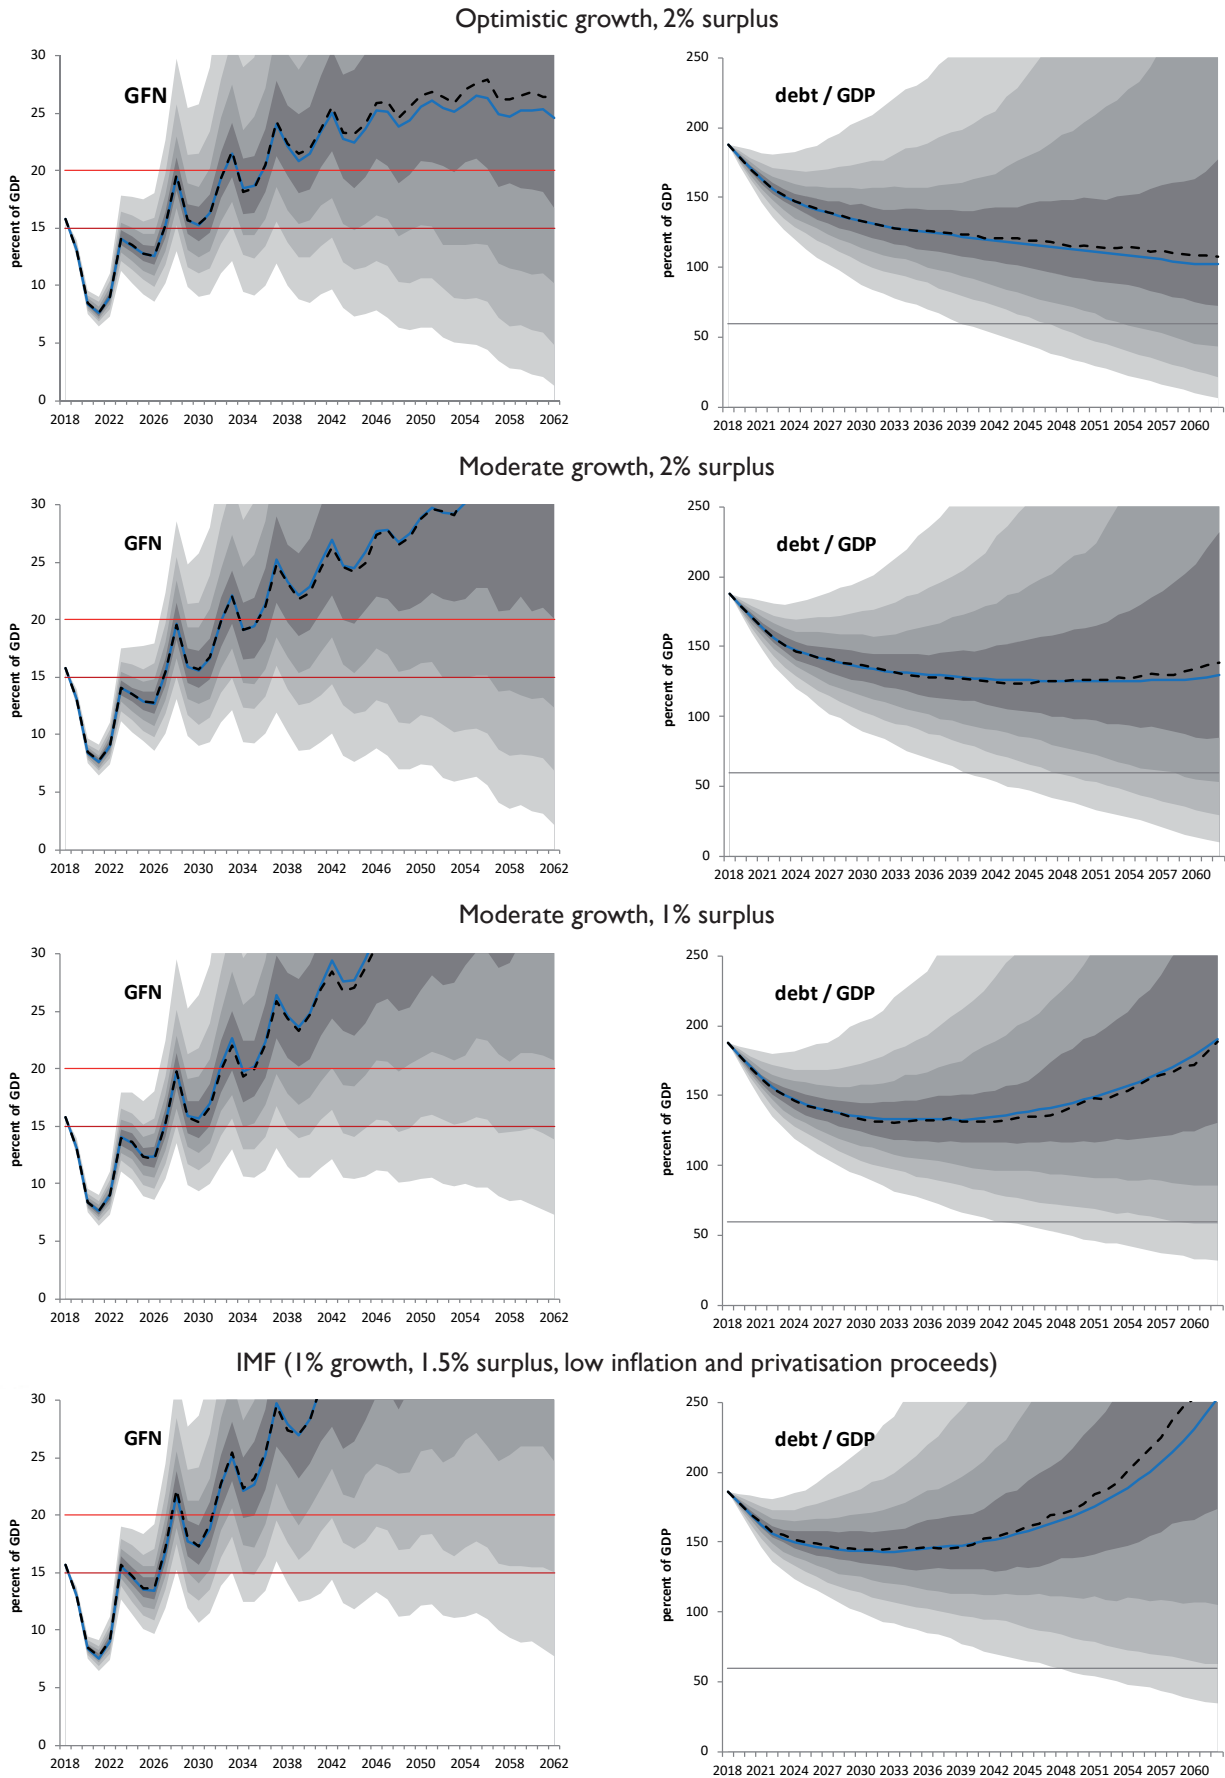 Optimistic growth, 2% surplus
GFN
percent of GDP
30
25
20
15
10
5
0
2018 2022 2026 2030 2034 2038 2042 2046 2050 2054 2058 2062
debt / GDP
percent of GDP
250
200
150
100
50
0
2018 2021 2024 2027 2030 2033 2036 2039 2042 2045 2048 2051 2054 2057 2060
Moderate growth, 2% surplus
GFN
percent of GDP
30
25
20
15
10
5
0
2018 2022 2026 2030 2034 2038 2042 2046 2050 2054 2058 2062
debt / GDP
percent of GDP
250
200
150
100
50
0
2018 2021 2024 2027 2030 2033 2036 2039 2042 2045 2048 2051 2054 2057 2060
Moderate growth, 1% surplus
GFN
percent of GDP
30
25
20
15
10
5
0
2018 2022 2026 2030 2034 2038 2042 2046 2050 2054 2058 2062
debt / GDP
percent of GDP
250
200
150
100
50
0
2018 2021 2024 2027 2030 2033 2036 2039 2042 2045 2048 2051 2054 2057 2060
IMF (1% growth, 1.5% surplus, low inflation and privatisation proceeds)
GFN
percent of GDP
30
25
20
15
10
5
0
2018 2022 2026 2030 2034 2038 2042 2046 2050 2054 2058 2062
debt / GDP
percent of GDP
250
200
150
100
50
0
2018 2021 2024 2027 2030 2033 2036 2039 2042 2045 2048 2051 2054 2057 2060